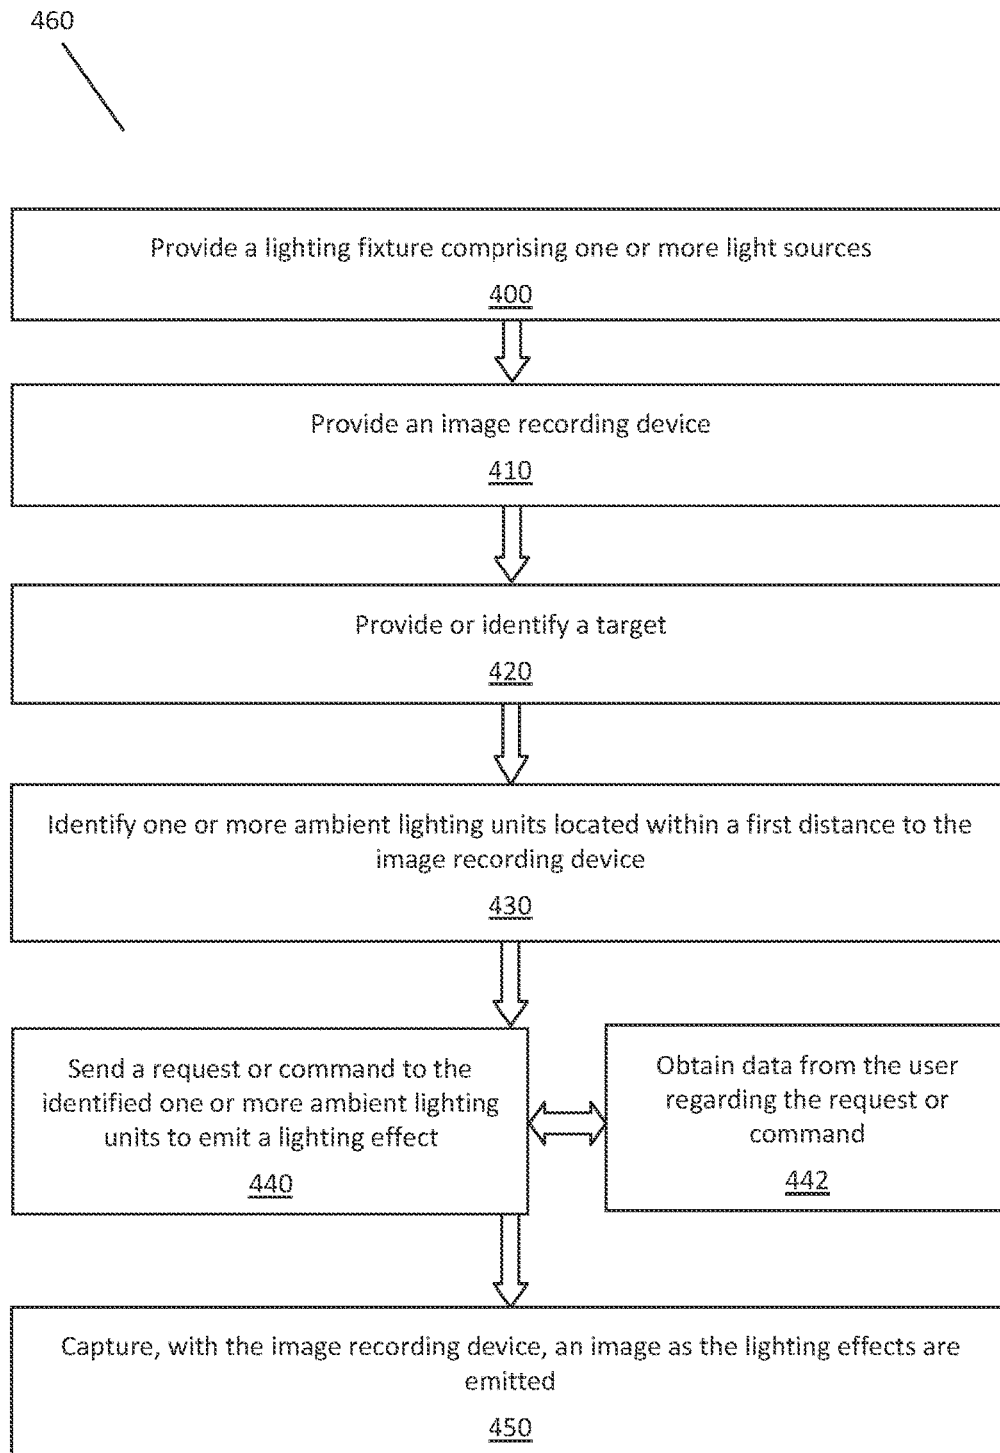 460
Provide a lighting fixture comprising one or more light sources
400
Provide an image recording device
410
Provide or identify a target
420
Identify one or more ambient lighting units located within a first distance to the
image recording device
430
Send a request or command to the
identified one or more ambient lighting
units to emit a lighting effect
440
Obtain data from the user
regarding the request or
command
442
Capture, with the image recording device, an image as the lighting effects are
emitted
450